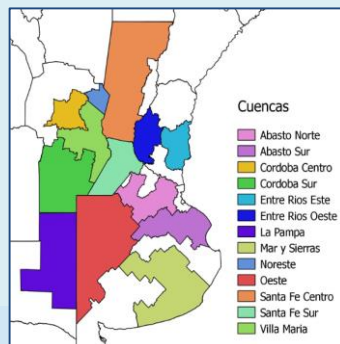 Cuencas
Abasto Norte
Abasto Sur
Cordoba Centro
Cordoba Sur
Entre Rios Este
Entre Rios Oeste
La Pampa
Mar y Sierras
Noreste
Oeste
Santa Fe Centro
Santa Fe Sur
Villa Maria